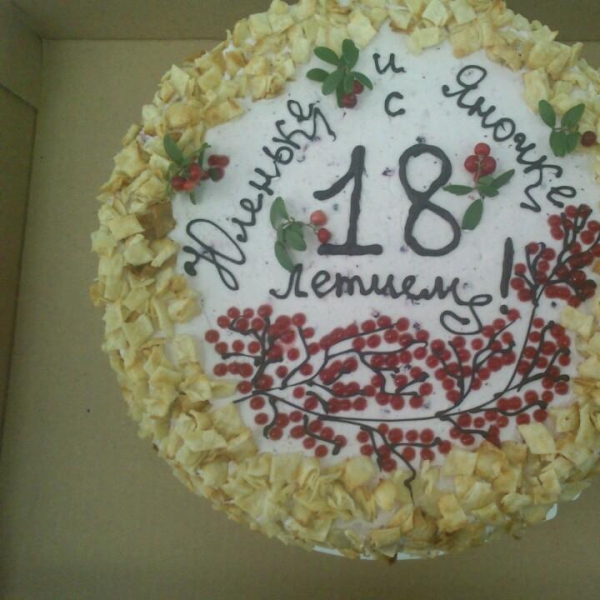 Юленьке
и
Яночке
с
18
летием!